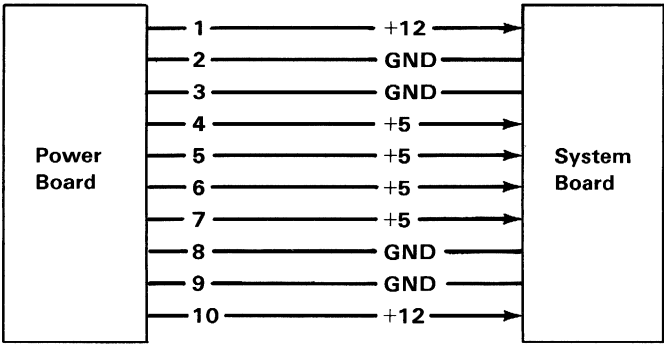 1 +12
2 GND
3 GND
4 +5
Power Board
5 +5
System Board
6 +5
7 +5
8 GND
9 GND
10 +12